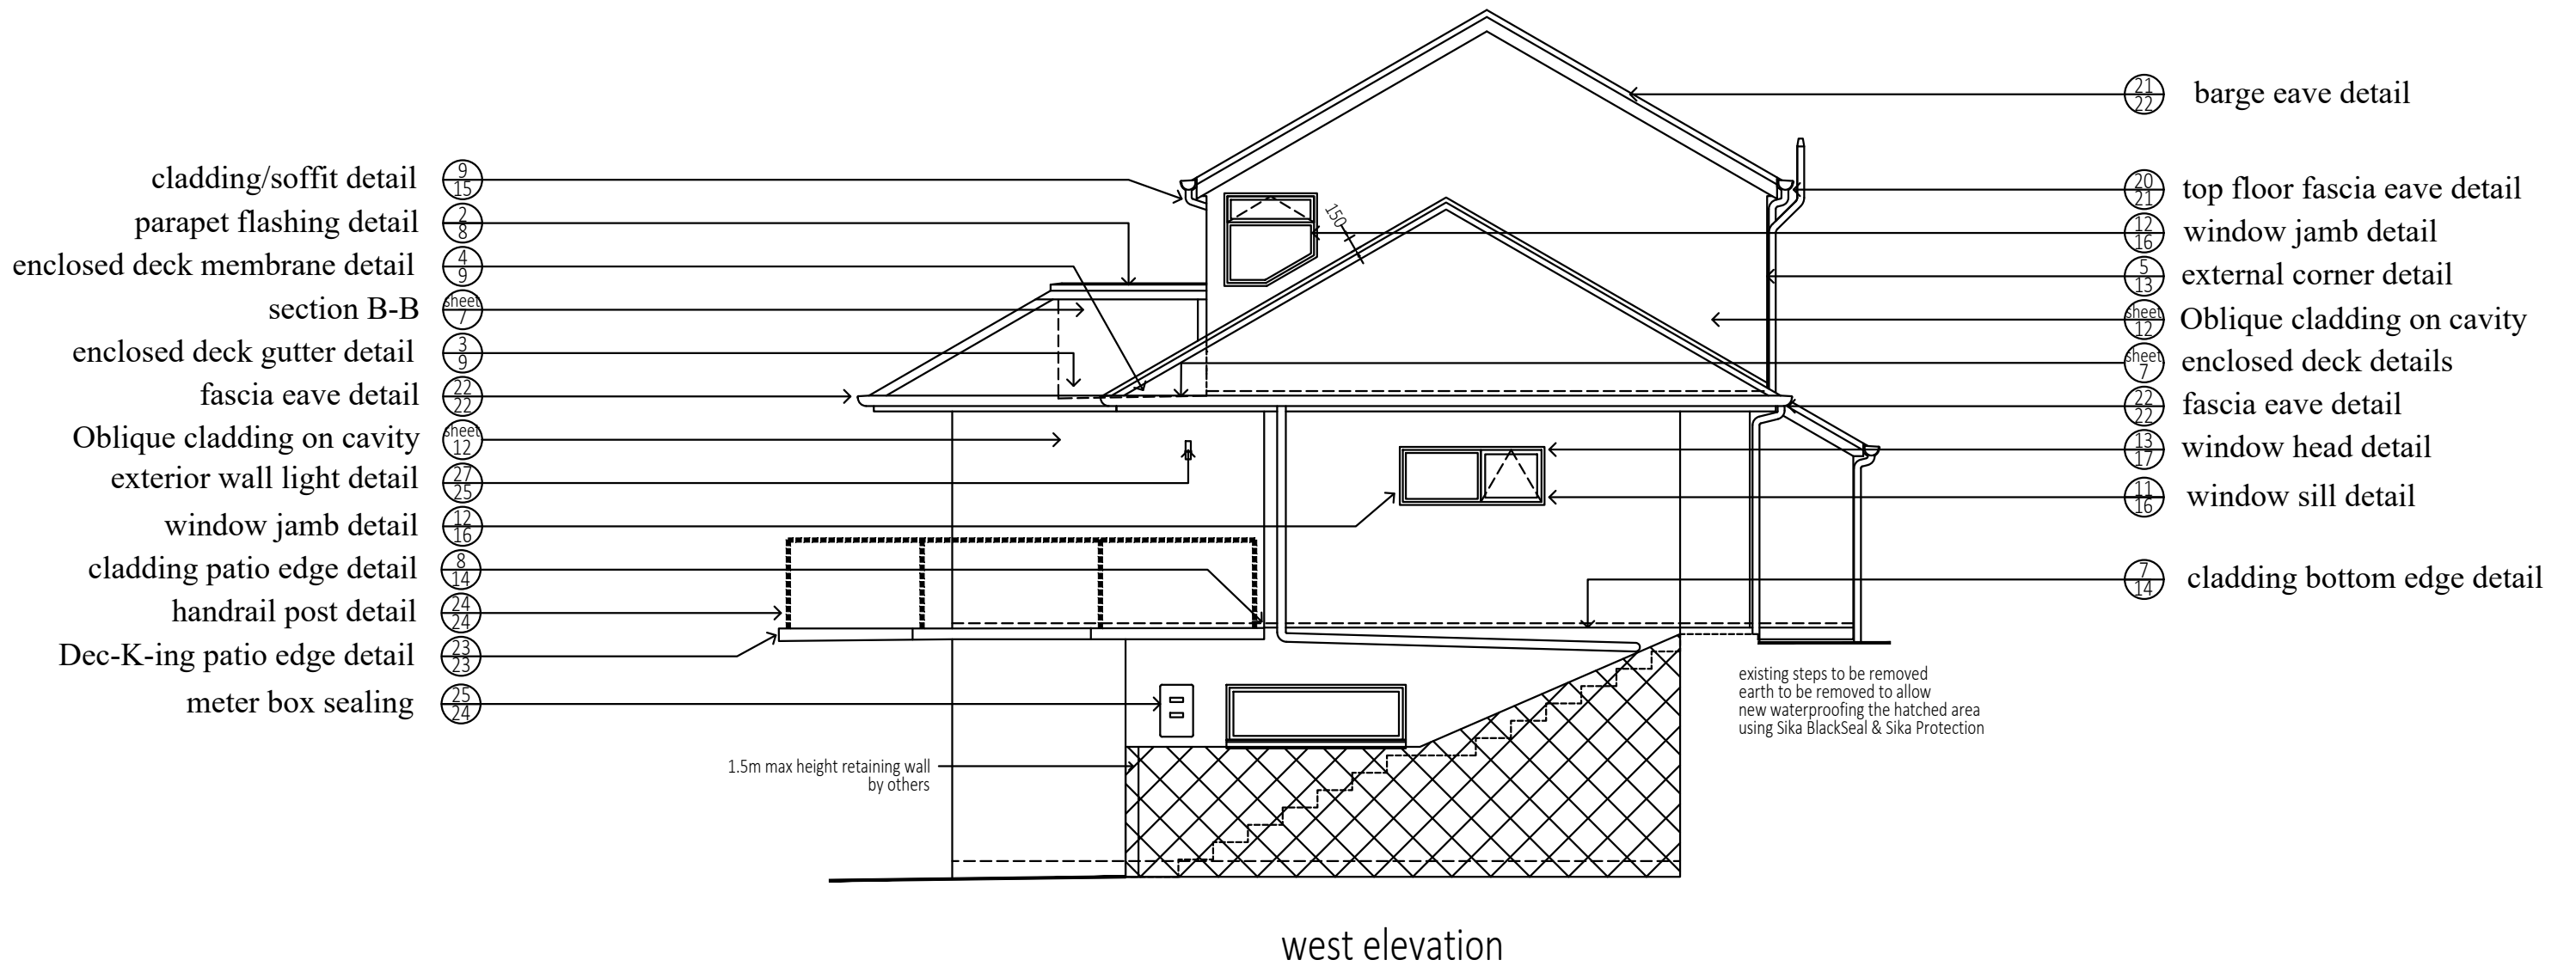 cladding/soffit detail 9 15
parapet flashing detail 2 8
enclosed deck membrane detail 4 9
section B-B sheet 7
enclosed deck gutter detail 3 9
fascia eave detail 22 22
Oblique cladding on cavity sheet 12
exterior wall light detail 27 25
window jamb detail 12 16
cladding patio edge detail 8 14
handrail post detail 24 24
Dec-K-ing patio edge detail 23 23
meter box sealing 25 24
1.5m max height retaining wall
by others
150
21 22 barge eave detail
20 21 top floor fascia eave detail
12 16 window jamb detail
5 13 external corner detail
sheet 12 Oblique cladding on cavity
sheet 7 enclosed deck details
22 22 fascia eave detail
13 17 window head detail
11 16 window sill detail
7 14 cladding bottom edge detail
existing steps to be removed
earth to be removed to allow
new waterproofing the hatched area
using Sika BlackSeal & Sika Protection
west elevation